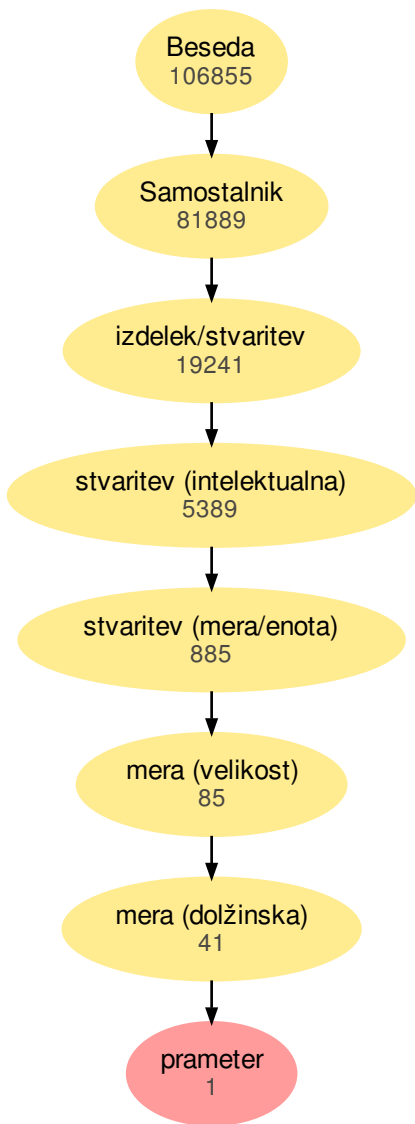 Beseda
106855
Samostalnik
81889
izdelek/stvaritev
19241
stvaritev (intelektualna)
5389
stvaritev (mera/enota)
885
mera (velikost)
85
mera (dolžinska)
41
prameter
1